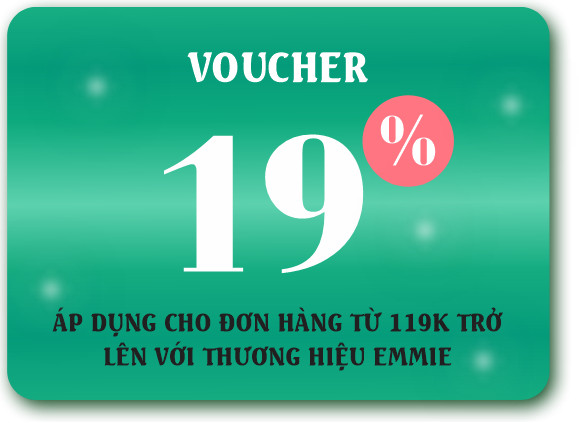 VOUCHER
19%
ÁP DỤNG CHO ĐƠN HÀNG TỪ 119K TRỞ
LÊN VỚI THƯƠNG HIỆU EMMIE